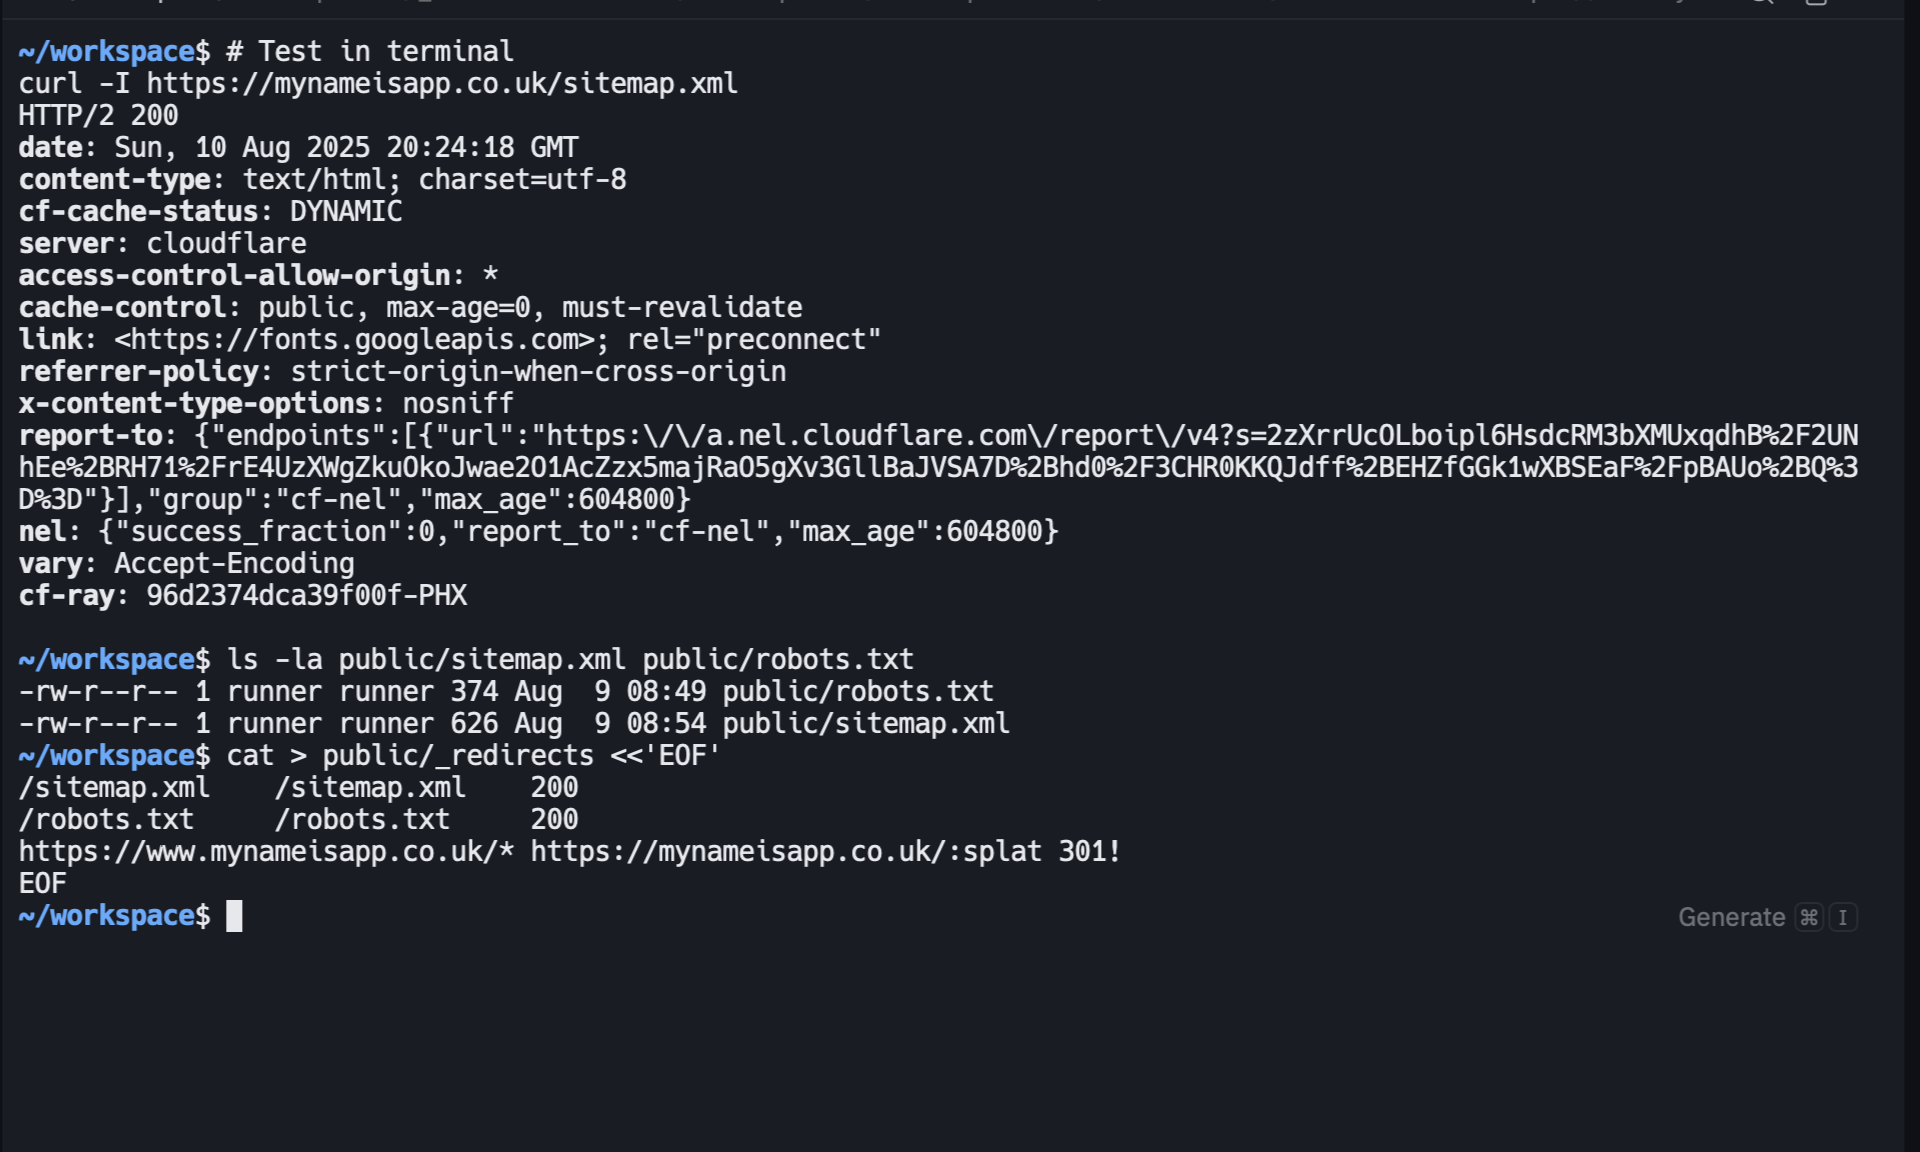 ~/workspace$ # Test in terminal
curl -I https://mynameisapp.co.uk/sitemap.xml
HTTP/2 200
date: Sun, 10 Aug 2025 20:24:18 GMT
content-type: text/html; charset=utf-8
cf-cache-status: DYNAMIC
server: cloudflare
access-control-allow-origin: *
cache-control: public, max-age=0, must-revalidate
link: <https://fonts.googleapis.com>; rel="preconnect"
referrer-policy: strict-origin-when-cross-origin
x-content-type-options: nosniff
report-to: {"endpoints":[{"url":"https:\/\/a.nel.cloudflare.com\/report\/v4?s=2zXrrUcOLboipl6HsdcRM3bXMUxqdhB%2F2UN
hEe%2BRH71%2FrE4UzXWgZkuOkoJwae2O1AcZzx5majRaO5gXv3GllBaJVSA7D%2Bhd0%2F3CHR0KKQJdff%2BEHZfGGk1wXBSEaF%2FpBAUo%2BQ%3
D%3D"}],"group":"cf-nel","max_age":604800}
nel: {"success_fraction":0,"report_to":"cf-nel","max_age":604800}
vary: Accept-Encoding
cf-ray: 96d2374dca39f00f-PHX
~/workspace$ ls -la public/sitemap.xml public/robots.txt
-rw-r--r-- 1 runner runner 374 Aug  9 08:49 public/robots.txt
-rw-r--r-- 1 runner runner 626 Aug  9 08:54 public/sitemap.xml
~/workspace$ cat > public/_redirects <<'EOF'
/sitemap.xml    /sitemap.xml    200
/robots.txt     /robots.txt     200
https://www.mynameisapp.co.uk/* https://mynameisapp.co.uk/:splat 301!
EOF
~/workspace$
Generate ⌘ I